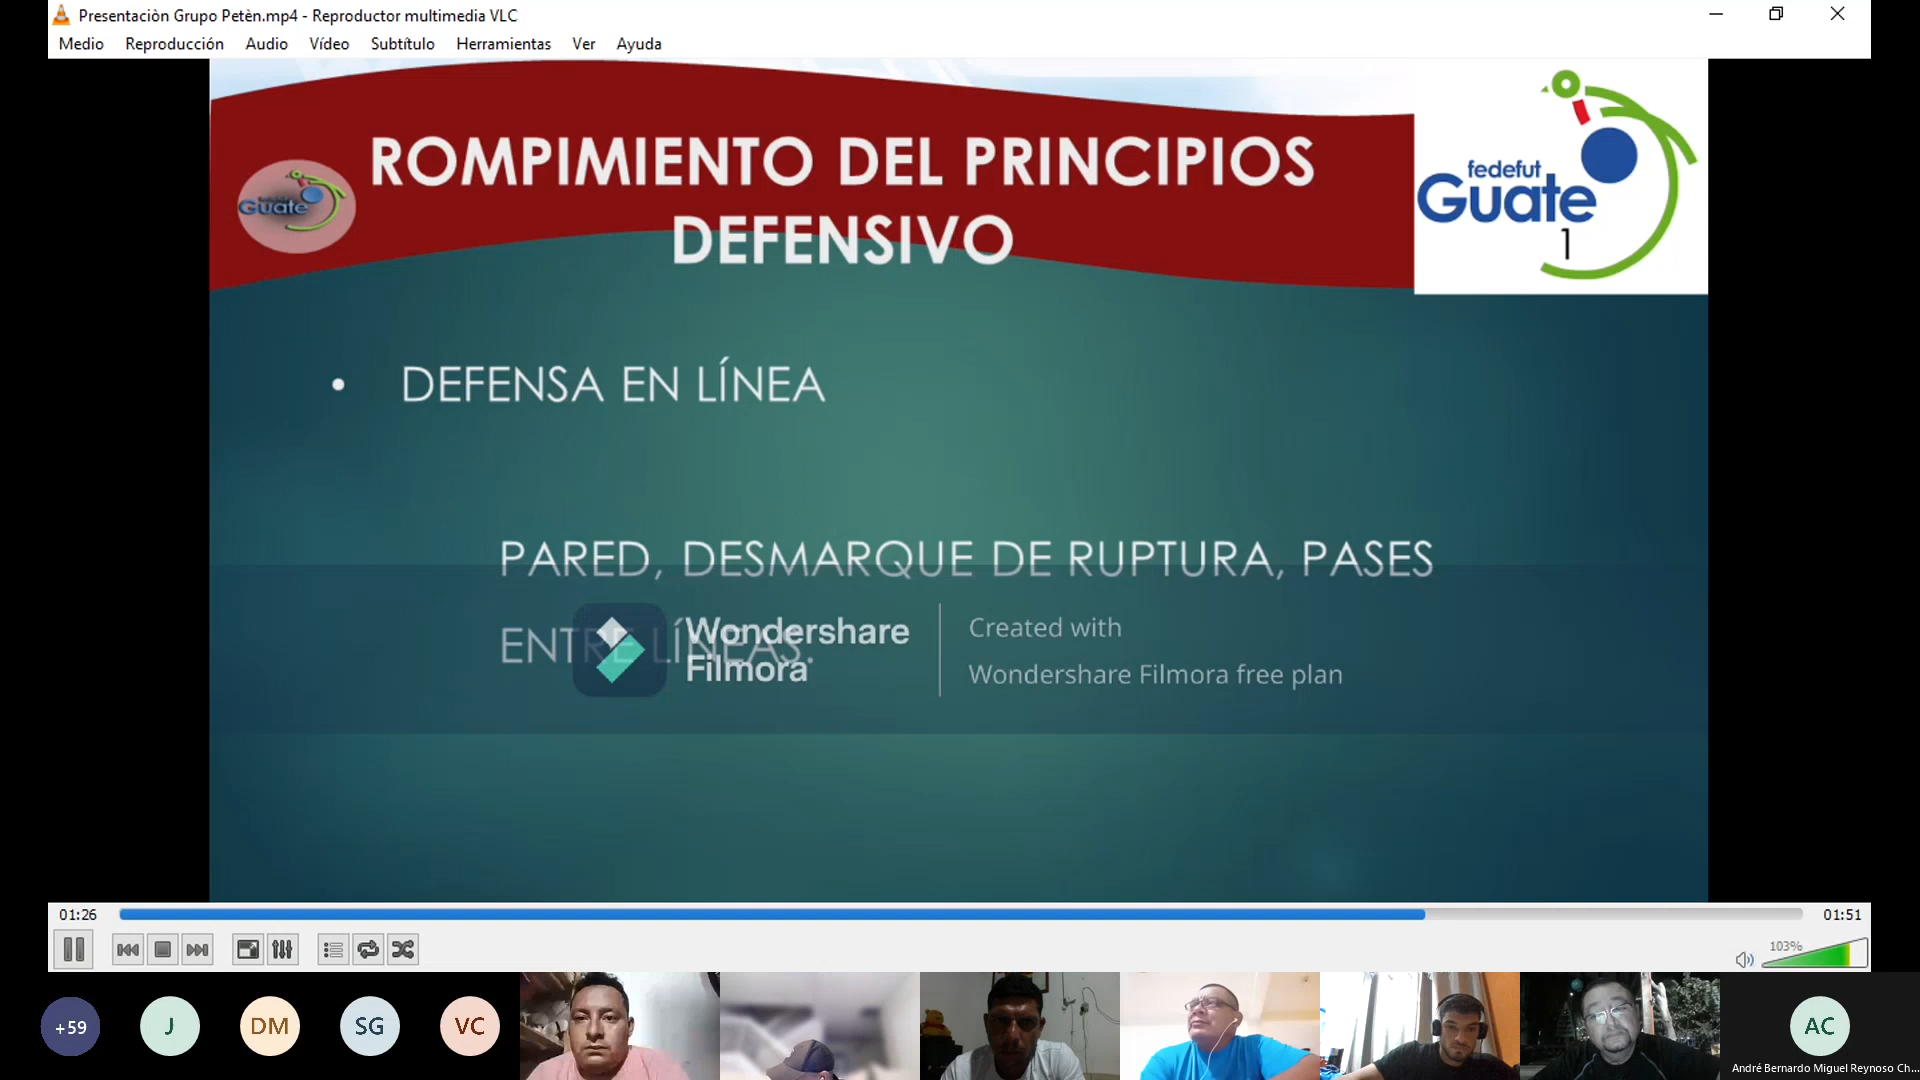 Presentaciòn Grupo Petèn.mp4 - Reproductor multimedia VLC
Medio Reproducción Audio Vídeo Subtítulo Herramientas Ver Ayuda
ROMPIMIENTO DEL PRINCIPIOS
DEFENSIVO
Guate
fedefut
Guate
1
• DEFENSA EN LÍNEA
PARED, DESMARQUE DE RUPTURA, PASES
ENTRE LÍNEAS.
Wondershare
Filmora
Created with
Wondershare Filmora free plan
01:26
01:51
103%
+59
J
DM
SG
VC
AC
André Bernardo Miguel Reynoso Ch...